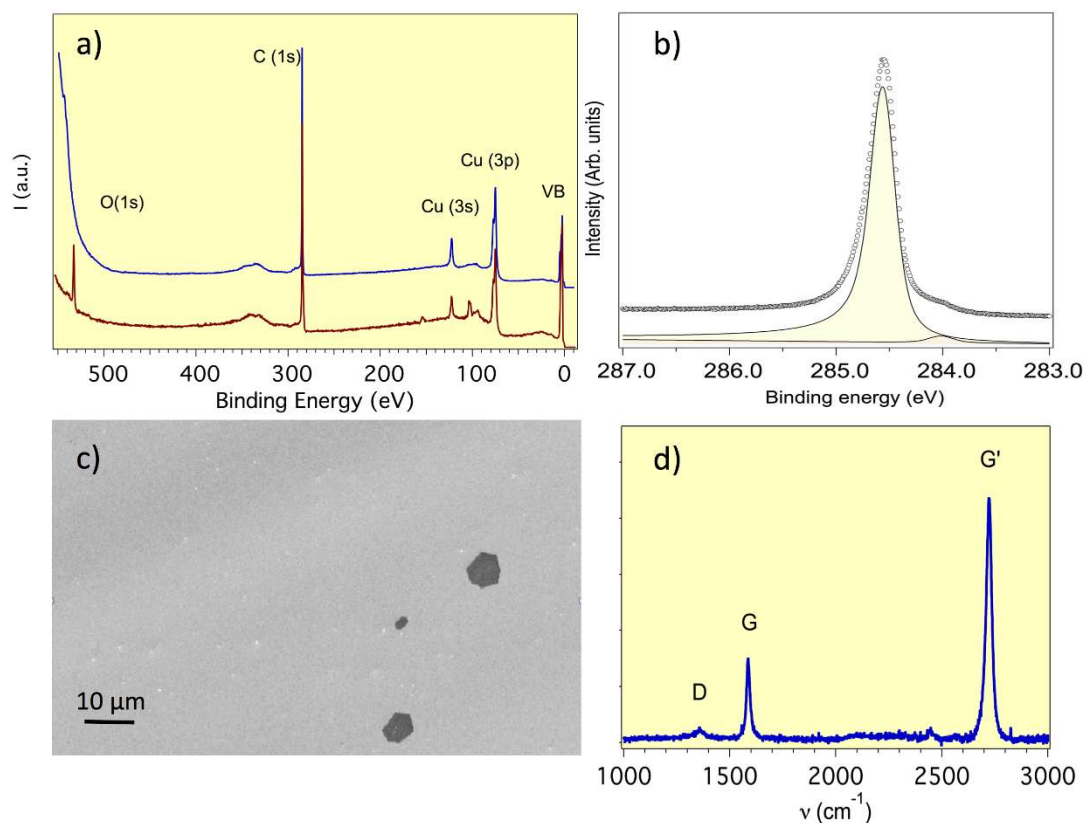 a)
I (a.u.)
O(1s)
C (1s)
Cu (3s)
Cu (3p)
VB
500
400
300
200
100
0
Binding Energy (eV)
b)
Intensity (Arb. units)
287.0
286.0
285.0
284.0
283.0
Binding energy (eV)
c)
10 µm
d)
D
G
G'
1000
1500
2000
2500
3000
ν (cm-1)